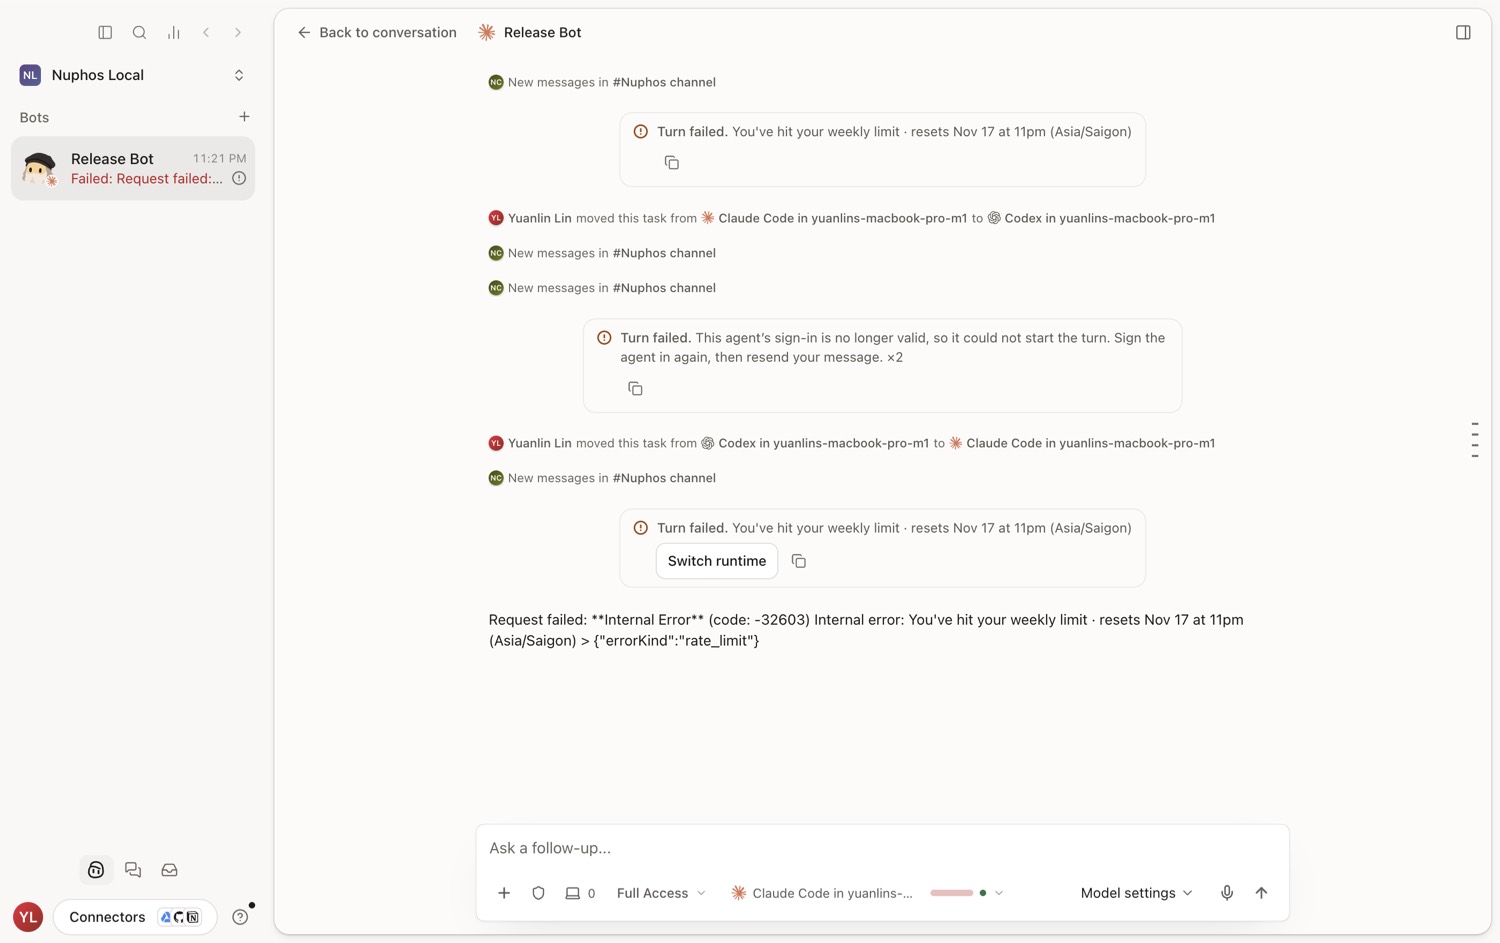 Back to conversation
Release Bot
NL Nuphos Local
Bots
Release Bot 11:21 PM
Failed: Request failed:...
NC New messages in #Nuphos channel
Turn failed. You've hit your weekly limit · resets Nov 17 at 11pm (Asia/Saigon)
YL Yuanlin Lin moved this task from Claude Code in yuanlins-macbook-pro-m1 to Codex in yuanlins-macbook-pro-m1
NC New messages in #Nuphos channel
NC New messages in #Nuphos channel
Turn failed. This agent’s sign-in is no longer valid, so it could not start the turn. Sign the
agent in again, then resend your message. ×2
YL Yuanlin Lin moved this task from Codex in yuanlins-macbook-pro-m1 to Claude Code in yuanlins-macbook-pro-m1
NC New messages in #Nuphos channel
Turn failed. You've hit your weekly limit · resets Nov 17 at 11pm (Asia/Saigon)
Switch runtime
Request failed: **Internal Error** (code: -32603) Internal error: You've hit your weekly limit · resets Nov 17 at 11pm
(Asia/Saigon) > {"errorKind":"rate_limit"}
Ask a follow-up...
0 Full Access Claude Code in yuanlins-... Model settings
YL Connectors